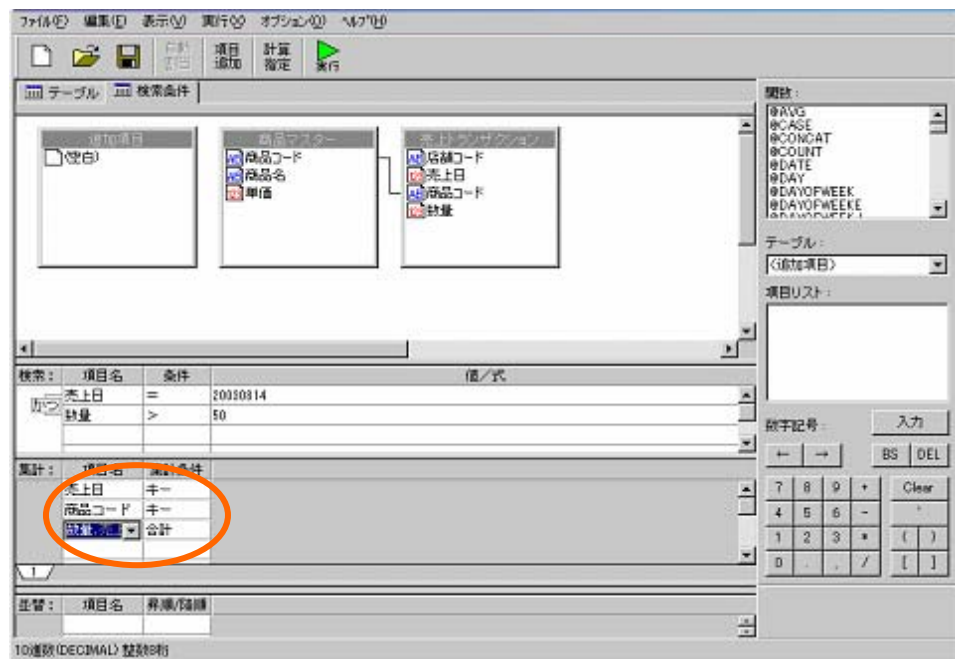 ファイル(F) 編集(E) 表示(V) 実行(X) オプション(O) ヘルプ(H)
項目追加 計算指定 実行
テーブル 検索条件
追加項目 商品マスター 売上トランザクション
(空白)
商品コード
商品名
単価
店舗コード
売上日
商品コード
数量
検索： 項目名 条件 値／式
かつ
売上日 = 20030814
数量 > 50
集計： 項目名 集計条件
売上日 キー
商品コード キー
合計
1
並替： 項目名 昇順/降順
10進数(DECIMAL) 整数8桁
関数：
@AVG
@CASE
@CONCAT
@COUNT
@DATE
@DAY
@DAYOFWEEK
@DAYOFWEEKE
テーブル：
(追加項目)
項目リスト：
数字記号： 入力
← → BS DEL
7 8 9 + Clear
4 5 6 - '
1 2 3 * ( )
0 . , / [ ]